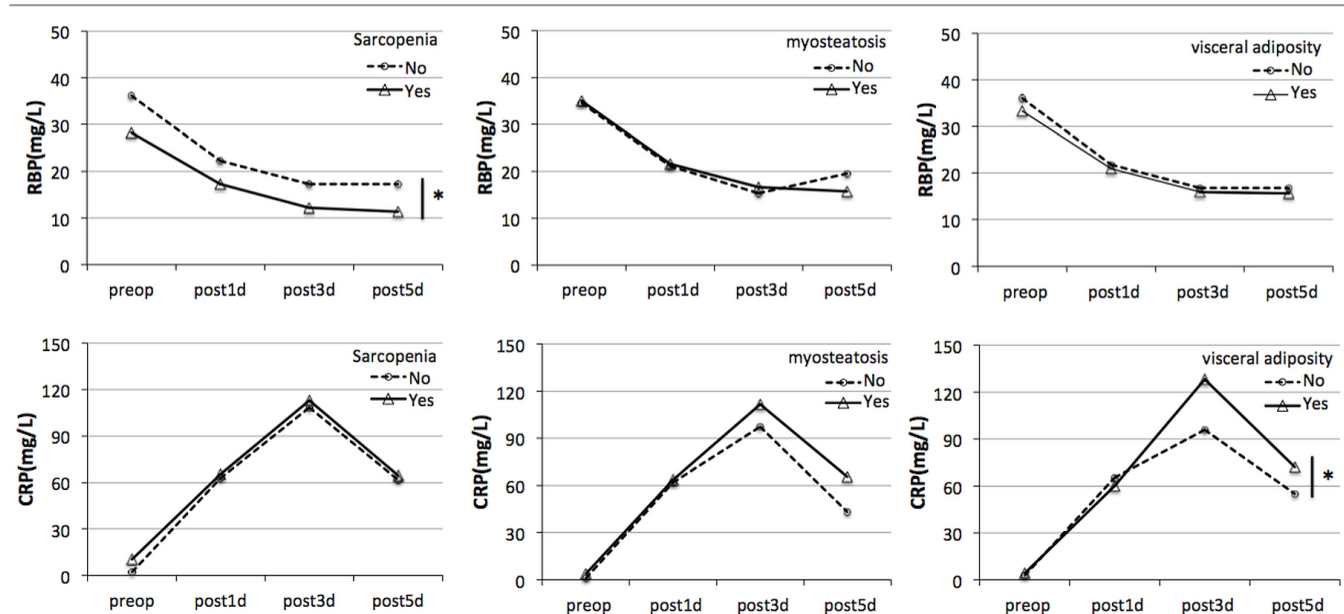 50
40
30
20
10
0
RBP(mg/L)
Sarcopenia
No
Yes
*
preop post1d post3d post5d
50
40
30
20
10
0
RBP(mg/L)
myosteatosis
No
Yes
preop post1d post3d post5d
50
40
30
20
10
0
RBP(mg/L)
visceral adiposity
No
Yes
preop post1d post3d post5d
150
120
90
60
30
0
CRP(mg/L)
Sarcopenia
No
Yes
preop post1d post3d post5d
150
120
90
60
30
0
CRP(mg/L)
myosteatosis
No
Yes
preop post1d post3d post5d
150
120
90
60
30
0
CRP(mg/L)
visceral adiposity
No
Yes
*
preop post1d post3d post5d